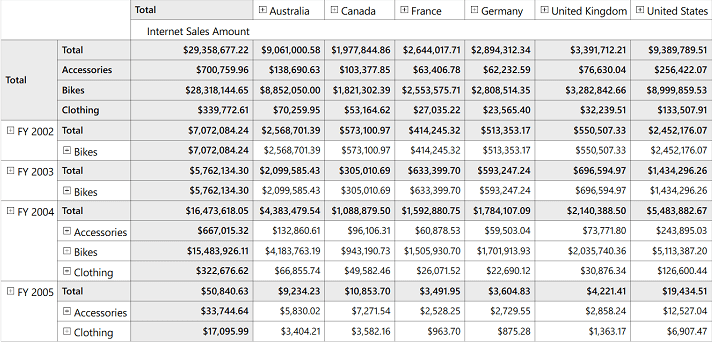 Total Australia Canada France Germany United Kingdom United States
Internet Sales Amount
Total Total $29,358,677.22 $9,061,000.58 $1,977,844.86 $2,644,017.71 $2,894,312.34 $3,391,712.21 $9,389,789.51
Accessories $700,759.96 $138,690.63 $103,377.85 $63,406.78 $62,232.59 $76,630.04 $256,422.07
Bikes $28,318,144.65 $8,852,050.00 $1,821,302.39 $2,553,575.71 $2,808,514.35 $3,282,842.66 $8,999,859.53
Clothing $339,772.61 $70,259.95 $53,164.62 $27,035.22 $23,565.40 $32,239.51 $133,507.91
FY 2002 Total $7,072,084.24 $2,568,701.39 $573,100.97 $414,245.32 $513,353.17 $550,507.33 $2,452,176.07
Bikes $7,072,084.24 $2,568,701.39 $573,100.97 $414,245.32 $513,353.17 $550,507.33 $2,452,176.07
FY 2003 Total $5,762,134.30 $2,099,585.43 $305,010.69 $633,399.70 $593,247.24 $696,594.97 $1,434,296.26
Bikes $5,762,134.30 $2,099,585.43 $305,010.69 $633,399.70 $593,247.24 $696,594.97 $1,434,296.26
FY 2004 Total $16,473,618.05 $4,383,479.54 $1,088,879.50 $1,592,880.75 $1,784,107.09 $2,140,388.50 $5,483,882.67
Accessories $667,015.32 $132,860.61 $96,106.31 $60,878.53 $59,503.04 $73,771.80 $243,895.03
Bikes $15,483,926.11 $4,183,763.19 $943,190.73 $1,505,930.70 $1,701,913.93 $2,035,740.36 $5,113,387.20
Clothing $322,676.62 $66,855.74 $49,582.46 $26,071.52 $22,690.12 $30,876.34 $126,600.44
FY 2005 Total $50,840.63 $9,234.23 $10,853.70 $3,491.95 $3,604.83 $4,221.41 $19,434.51
Accessories $33,744.64 $5,830.02 $7,271.54 $2,528.25 $2,729.55 $2,858.24 $12,527.04
Clothing $17,095.99 $3,404.21 $3,582.16 $963.70 $875.28 $1,363.17 $6,907.47